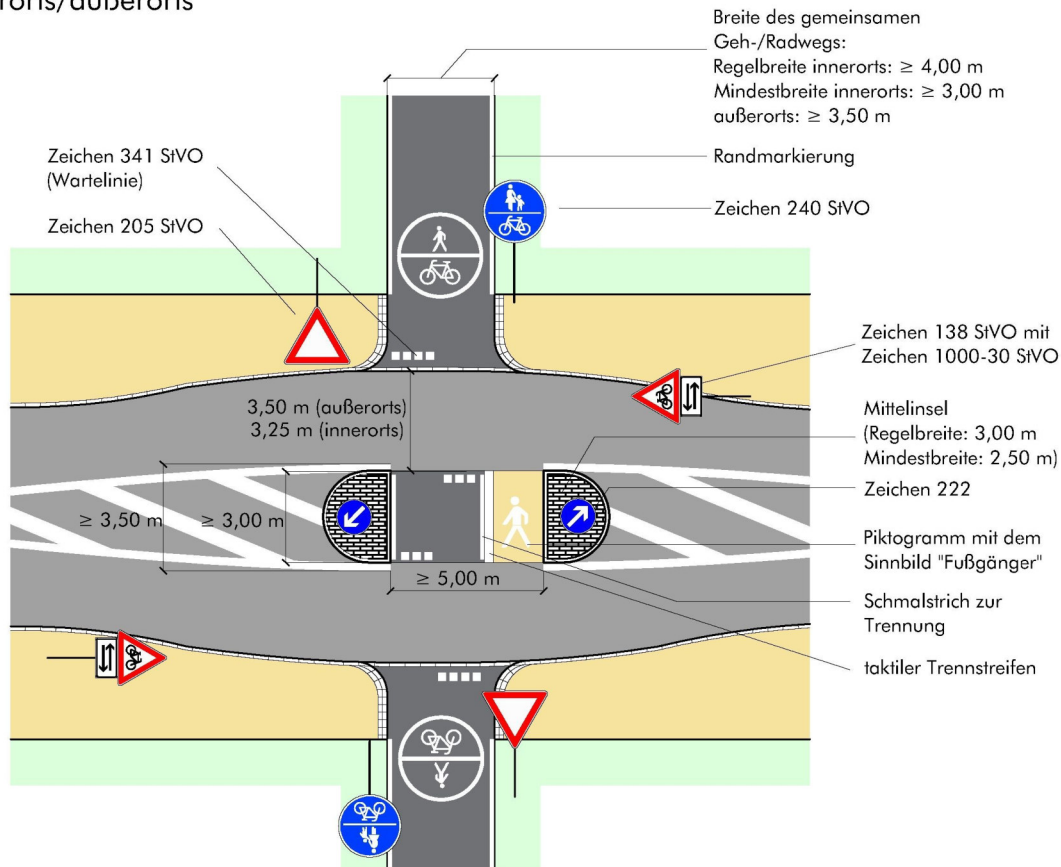 orts/außerorts
Breite des gemeinsamen
Geh-/Radwegs:
Regelbreite innerorts: ≥ 4,00 m
Mindestbreite innerorts: ≥ 3,00 m
außerorts: ≥ 3,50 m
Zeichen 341 StVO
(Wartelinie)
Randmarkierung
Zeichen 205 StVO
Zeichen 240 StVO
Zeichen 138 StVO mit
Zeichen 1000-30 StVO
3,50 m (außerorts)
3,25 m (innerorts)
Mittelinsel
(Regelbreite: 3,00 m
Mindestbreite: 2,50 m)
Zeichen 222
≥ 3,50 m
≥ 3,00 m
Piktogramm mit dem
Sinnbild "Fußgänger"
≥ 5,00 m
Schmalstrich zur
Trennung
taktiler Trennstreifen